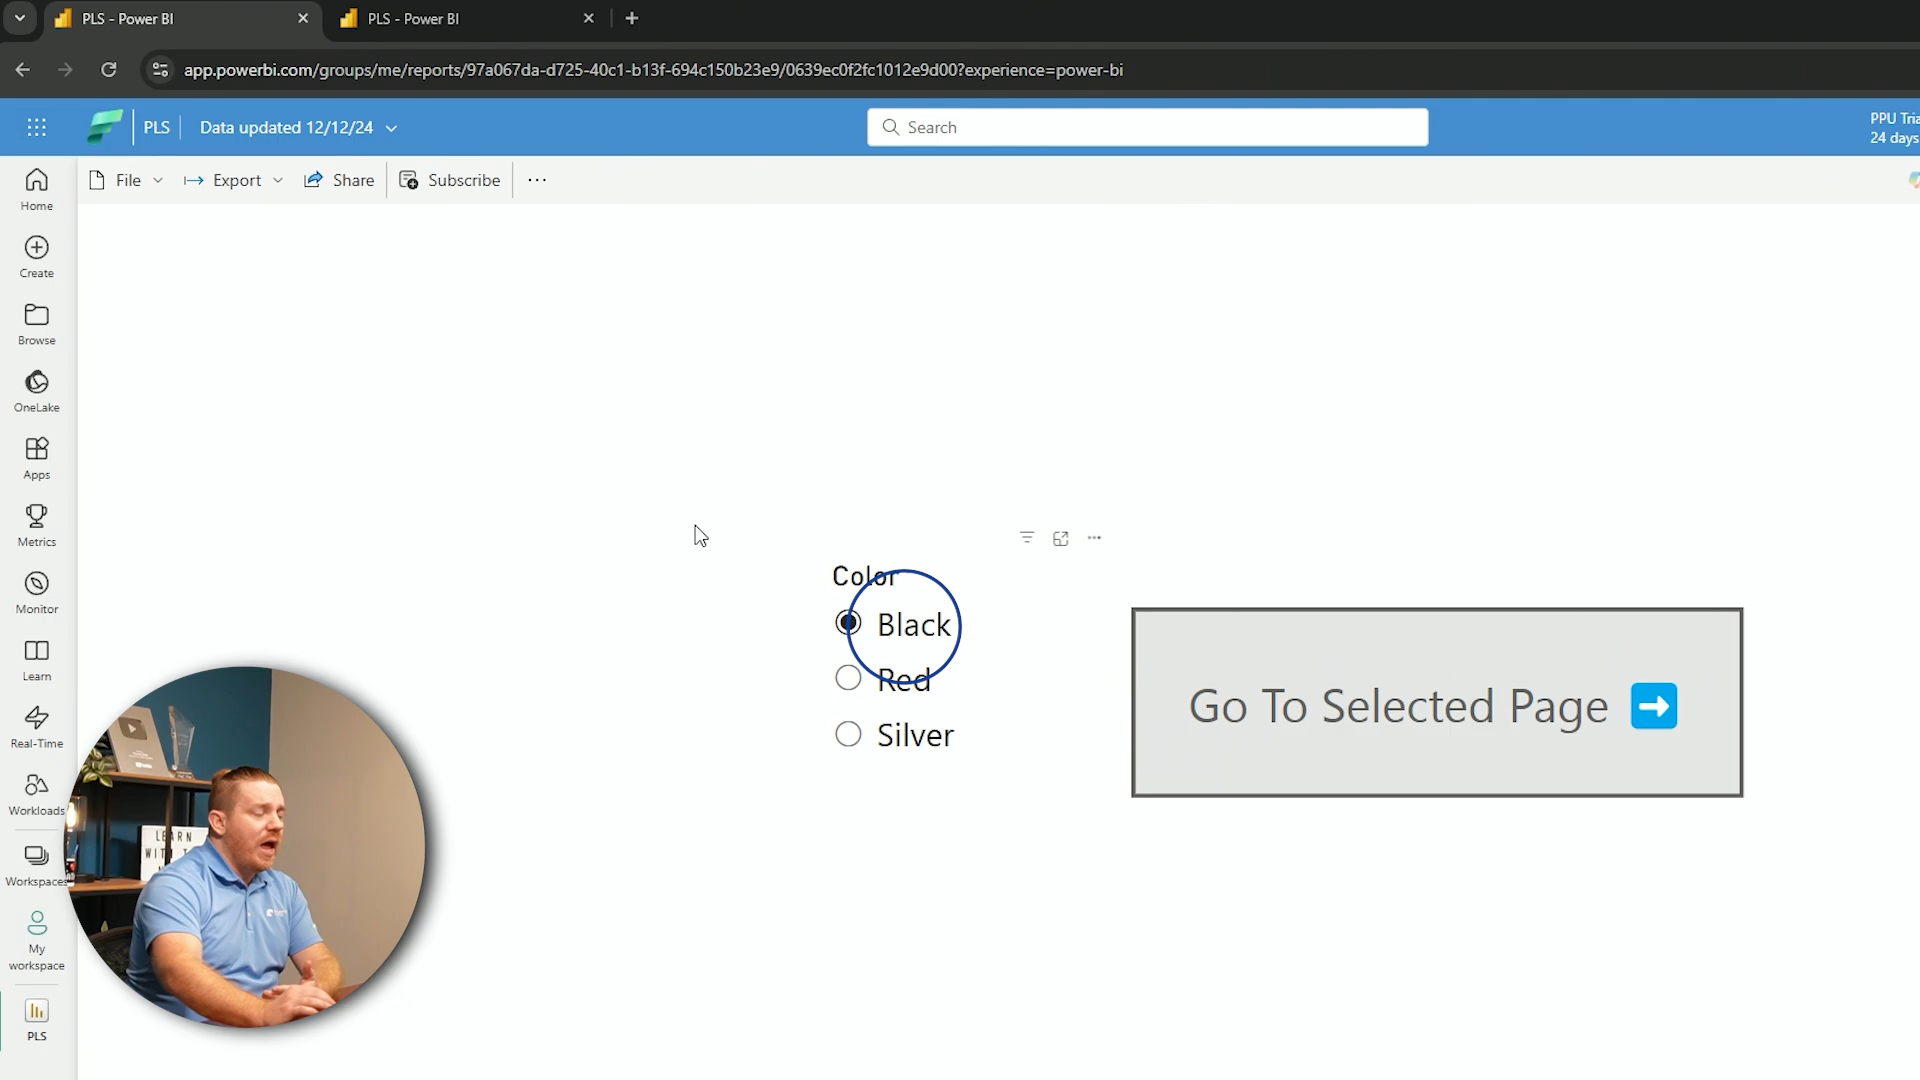 PLS - Power BI
PLS - Power BI
app.powerbi.com/groups/me/reports/97a067da-d725-40c1-b13f-694c150b23e9/0639ec0f2fc1012e9d00?experience=power-bi
PLS
Data updated 12/12/24
Search
PPU Tria
24 days
File
Export
Share
Subscribe
Home
Create
Browse
OneLake
Apps
Metrics
Monitor
Learn
Real-Time
Workloads
Workspaces
My
workspace
PLS
Color
Black
Red
Silver
Go To Selected Page
LEARN